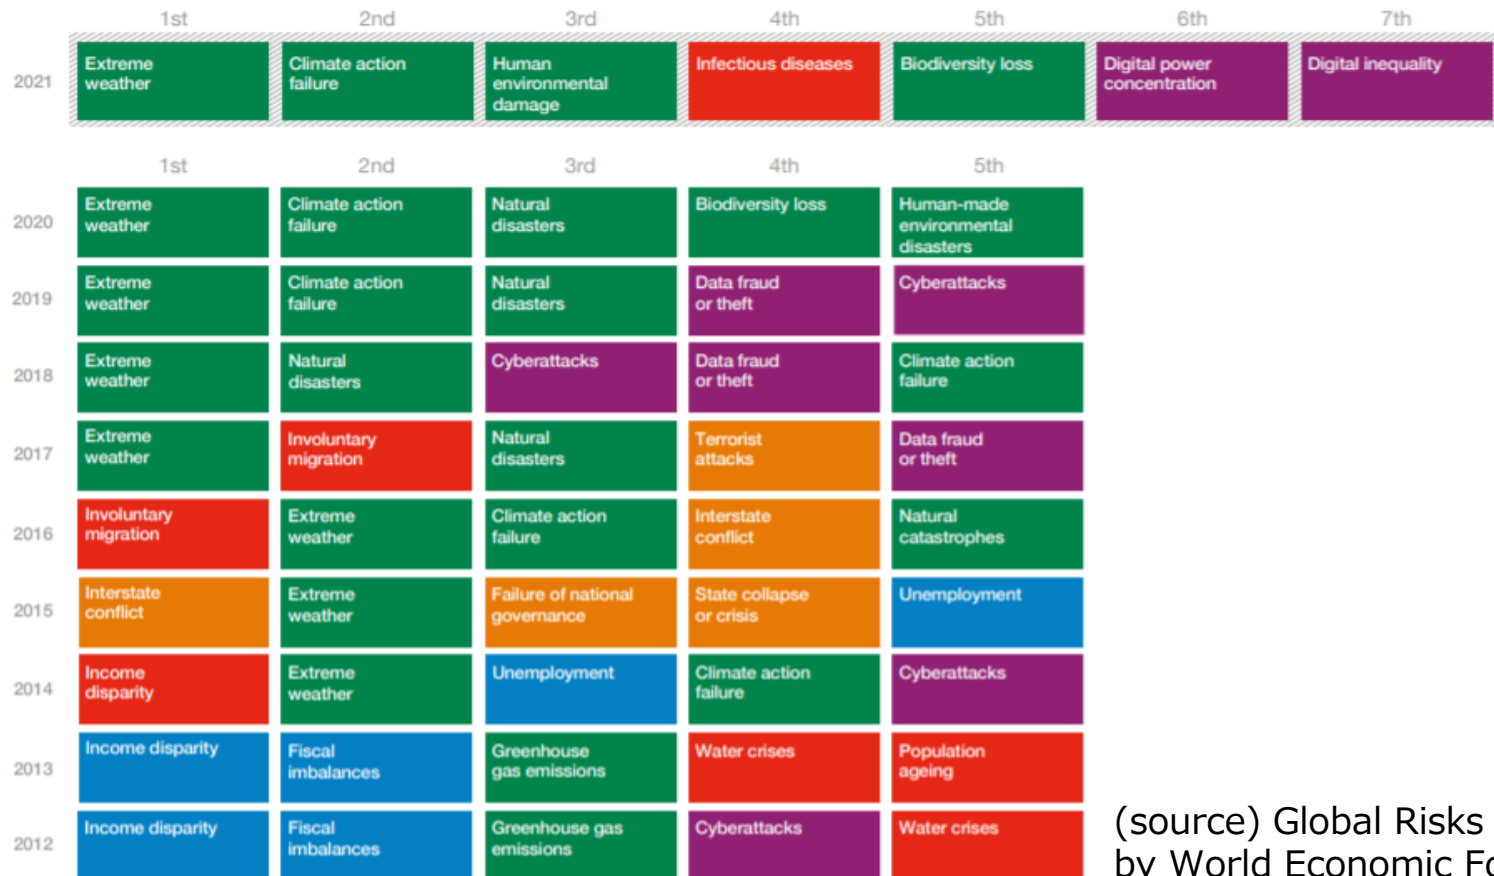 1st 2nd 3rd 4th 5th 6th 7th
2021
Extreme
weather
Climate action
failure
Human
environmental
damage
Infectious diseases
Biodiversity loss
Digital power
concentration
Digital inequality
1st 2nd 3rd 4th 5th
2020
Extreme
weather
Climate action
failure
Natural
disasters
Biodiversity loss
Human-made
environmental
disasters
2019
Extreme
weather
Climate action
failure
Natural
disasters
Data fraud
or theft
Cyberattacks
2018
Extreme
weather
Natural
disasters
Cyberattacks
Data fraud
or theft
Climate action
failure
2017
Extreme
weather
Involuntary
migration
Natural
disasters
Terrorist
attacks
Data fraud
or theft
2016
Involuntary
migration
Extreme
weather
Climate action
failure
Interstate
conflict
Natural
catastrophes
2015
Interstate
conflict
Extreme
weather
Failure of national
governance
State collapse
or crisis
Unemployment
2014
Income
disparity
Extreme
weather
Unemployment
Climate action
failure
Cyberattacks
2013
Income disparity
Fiscal
imbalances
Greenhouse
gas emissions
Water crises
Population
ageing
2012
Income disparity
Fiscal
imbalances
Greenhouse gas
emissions
Cyberattacks
Water crises
(source) Global Risks
by World Economic Fo